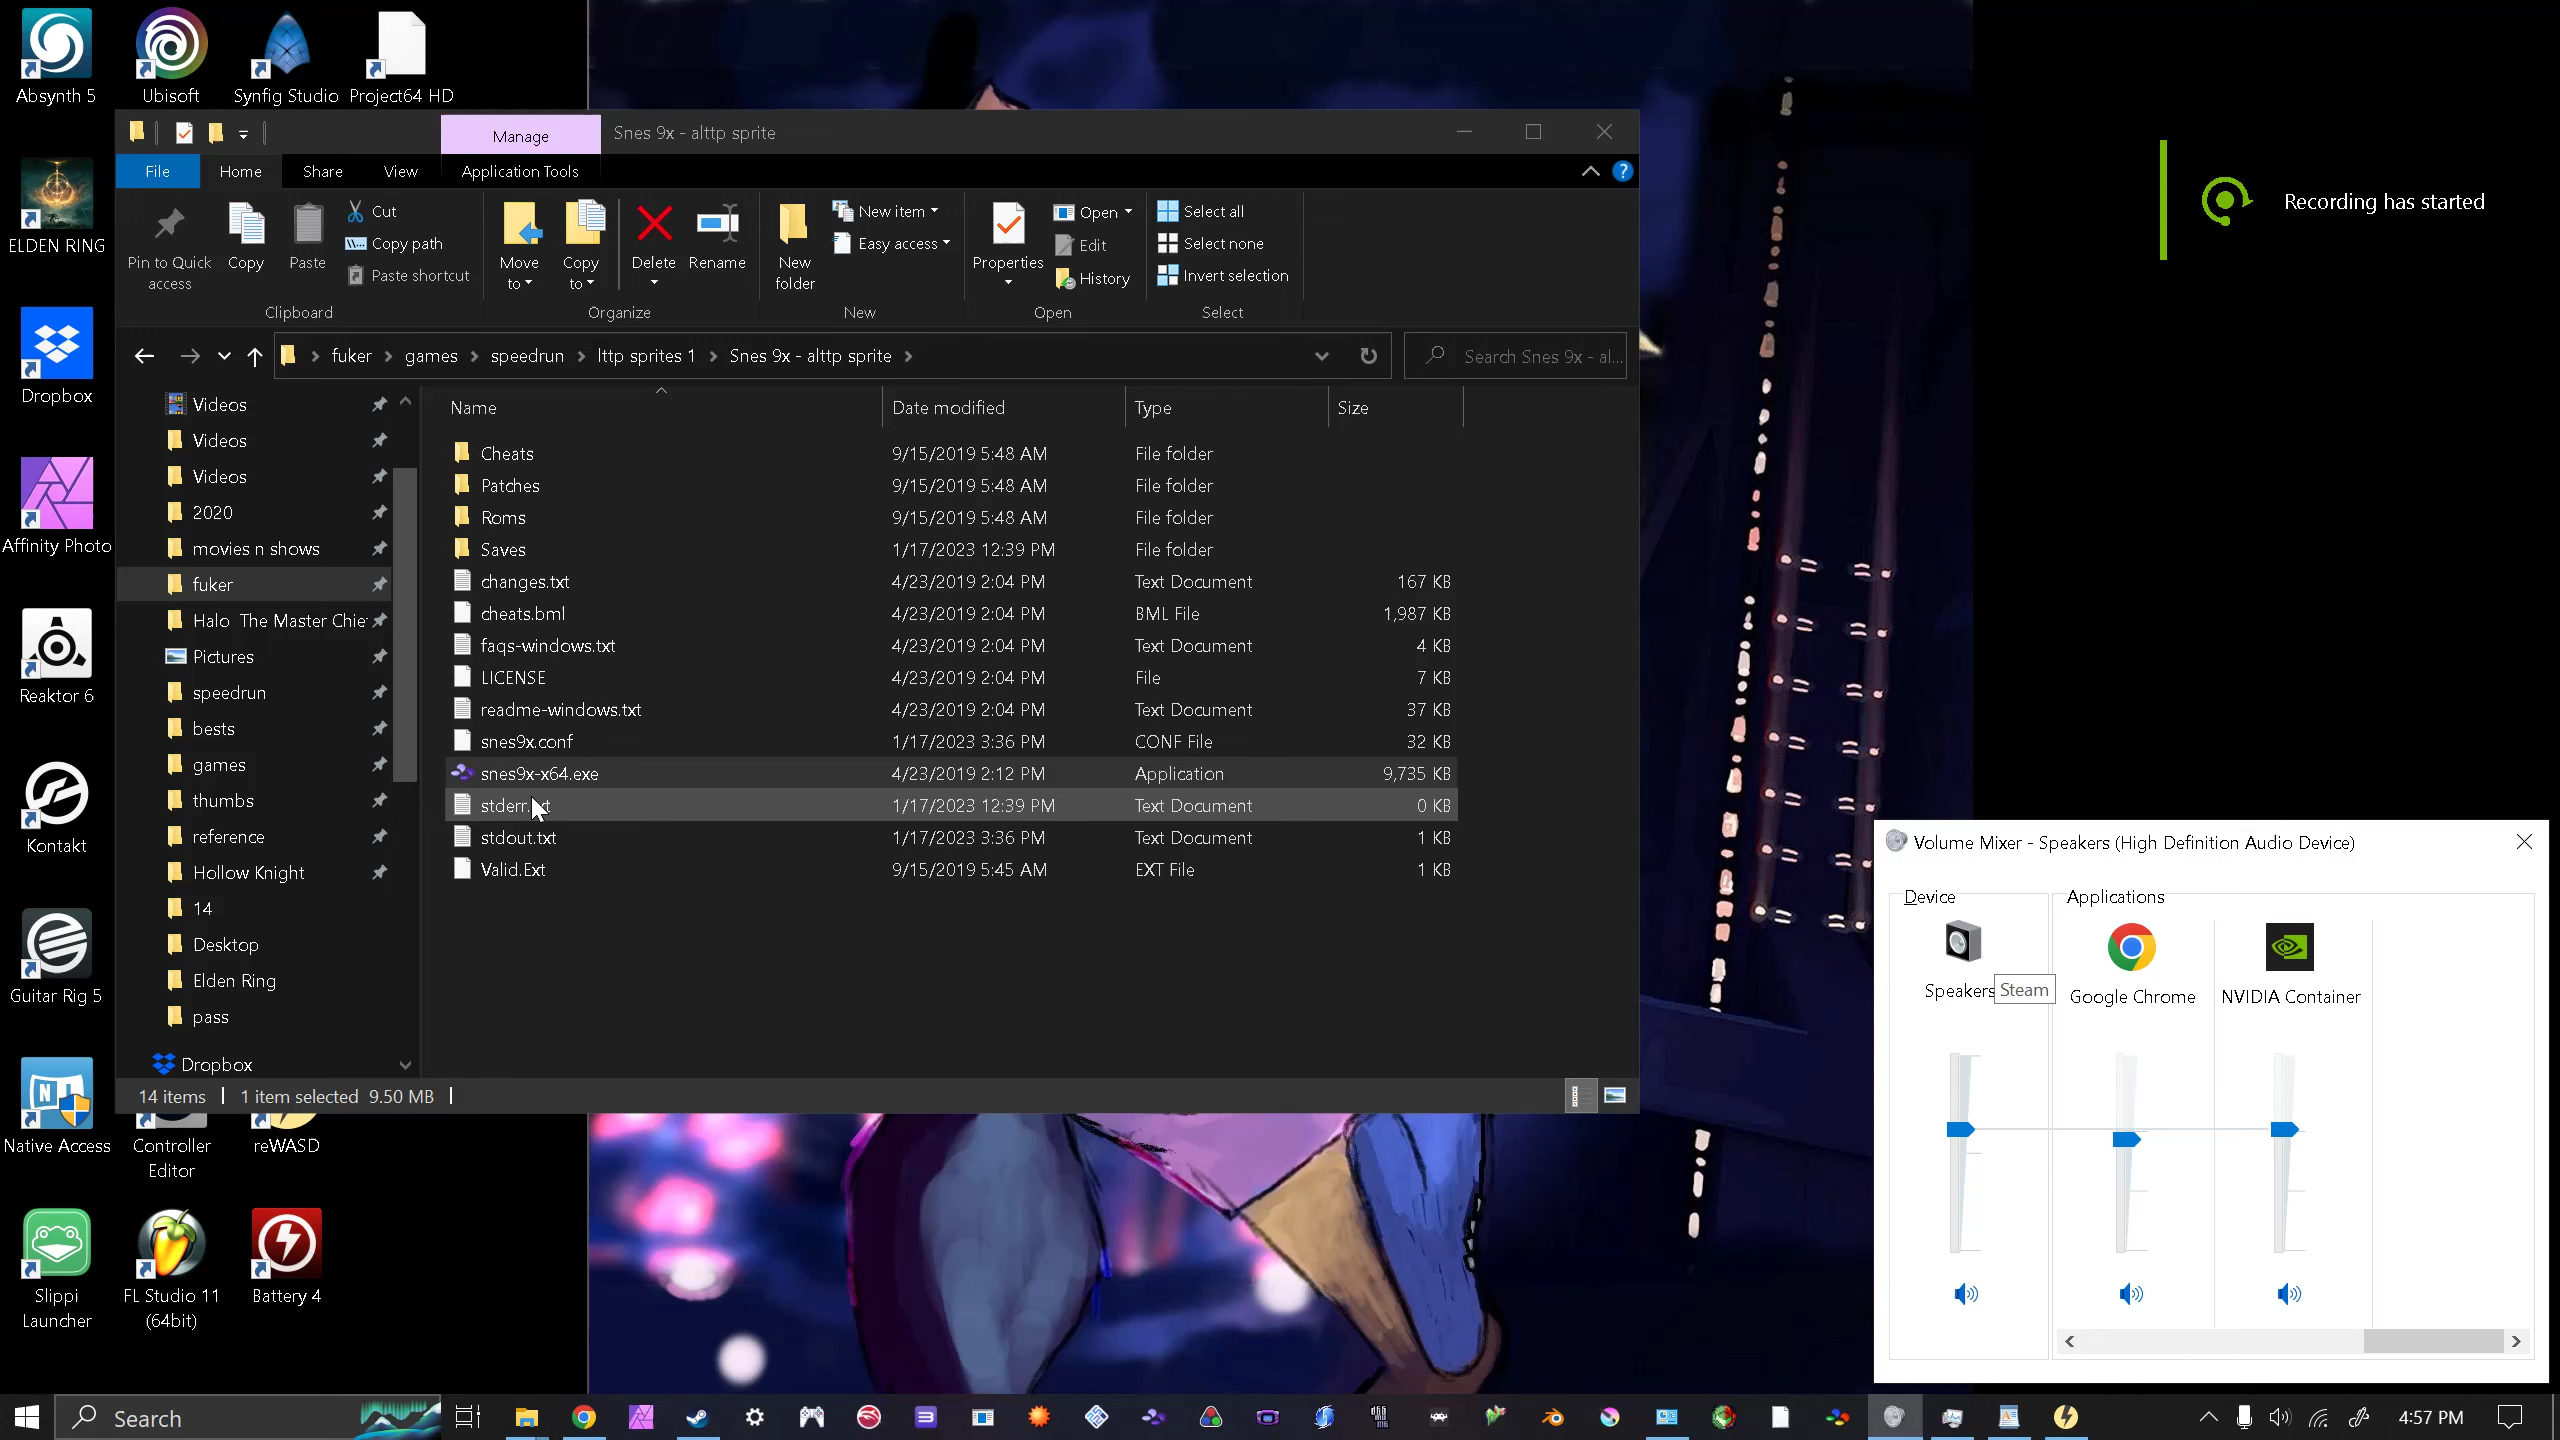 Absynth 5
Ubisoft
Synfig Studio
Project64 HD
Manage
Snes 9x - alttp sprite
Recording has started
File
Home
Share
View
Application Tools
ELDEN RING
Pin to Quick
access
Copy
Paste
Cut
Copy path
Paste shortcut
Move
to
Copy
to
Delete
Rename
New
folder
New item
Easy access
Properties
Open
Edit
History
Select all
Select none
Invert selection
Clipboard
Organize
New
Open
Select
fuker
games
speedrun
lttp sprites 1
Snes 9x - alttp sprite
Search Snes 9x - al...
Dropbox
Affinity Photo
Reaktor 6
Kontakt
Guitar Rig 5
Native Access
Controller
Editor
reWASD
Slippi
Launcher
FL Studio 11
(64bit)
Battery 4
Videos
Videos
Videos
2020
movies n shows
fuker
Halo The Master Chie
Pictures
speedrun
bests
games
thumbs
reference
Hollow Knight
14
Desktop
Elden Ring
pass
Dropbox
Name Date modified Type Size
Cheats 9/15/2019 5:48 AM File folder
Patches 9/15/2019 5:48 AM File folder
Roms 9/15/2019 5:48 AM File folder
Saves 1/17/2023 12:39 PM File folder
changes.txt 4/23/2019 2:04 PM Text Document 167 KB
cheats.bml 4/23/2019 2:04 PM BML File 1,987 KB
faqs-windows.txt 4/23/2019 2:04 PM Text Document 4 KB
LICENSE 4/23/2019 2:04 PM File 7 KB
readme-windows.txt 4/23/2019 2:04 PM Text Document 37 KB
snes9x.conf 1/17/2023 3:36 PM CONF File 32 KB
snes9x-x64.exe 4/23/2019 2:12 PM Application 9,735 KB
stderr.txt 1/17/2023 12:39 PM Text Document 0 KB
stdout.txt 1/17/2023 3:36 PM Text Document 1 KB
Valid.Ext 9/15/2019 5:45 AM EXT File 1 KB
14 items
1 item selected 9.50 MB
Volume Mixer - Speakers (High Definition Audio Device)
Device
Applications
Speakers
Steam
Google Chrome
NVIDIA Container
Search
4:57 PM